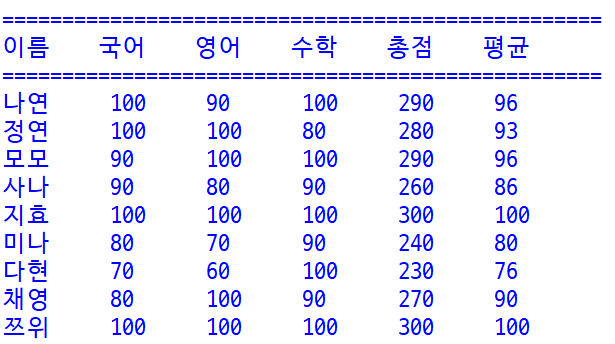 ==================================================
이름 국어 영어 수학 총점 평균
==================================================
나연 100 90 100 290 96
정연 100 100 80 280 93
모모 90 100 100 290 96
사나 90 80 90 260 86
지효 100 100 100 300 100
미나 80 70 90 240 80
다현 70 60 100 230 76
채영 80 100 90 270 90
쯔위 100 100 100 300 100